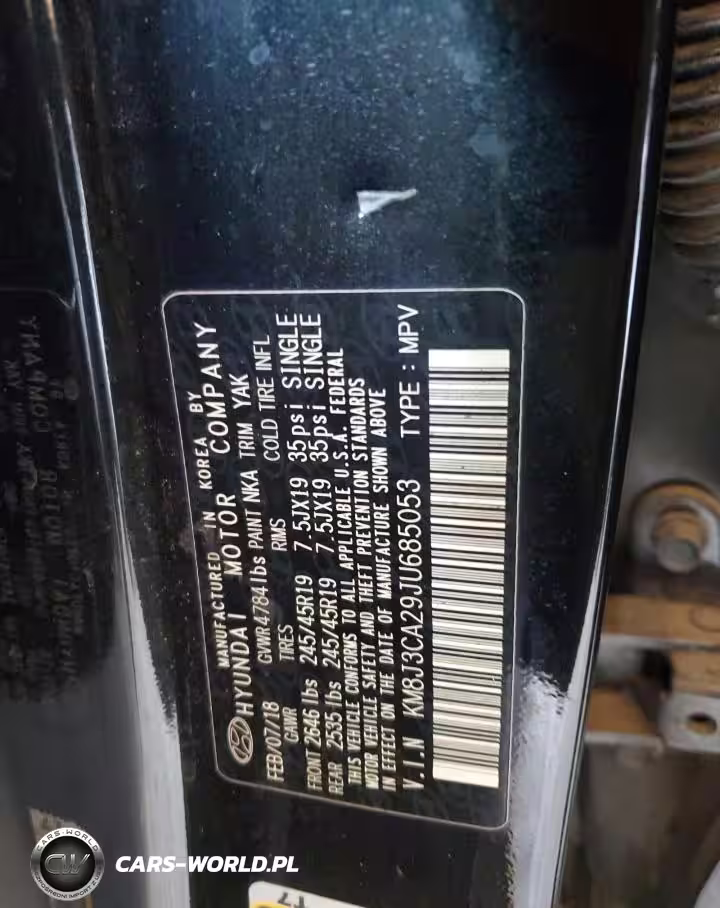 MANUFACTURED IN KOREA BY
HYUNDAI MOTOR COMPANY
FEB/07/18 GVWR 4784 lbs PAINT NKA TRIM YAK
GAWR TIRES RIMS COLD TIRE INFL
FRONT 2646 lbs 245/45R19 7.5JX19 35psi SINGLE
REAR 2535 lbs 245/45R19 7.5JX19 35psi SINGLE
THIS VEHICLE CONFORMS TO ALL APPLICABLE U.S.A. FEDERAL
MOTOR VEHICLE SAFETY AND THEFT PREVENTION STANDARDS
IN EFFECT ON THE DATE OF MANUFACTURE SHOWN ABOVE
V.I.N KM8J3CA29JU685053 TYPE : MPV
CARS-WORLD
CW
CARS-WORLD.PL